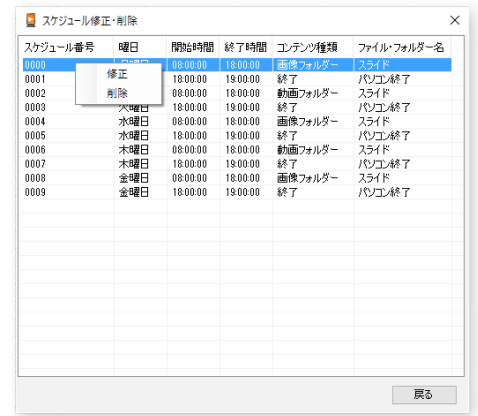 スケジュール修正・削除
スケジュール番号 曜日 開始時間 終了時間 コンテンツ種類 ファイル・フォルダー名
0000 08:00:00 18:00:00 画像フォルダー スライド
修正
削除
0001 18:00:00 19:00:00 終了 パソコン終了
0002 08:00:00 18:00:00 動画フォルダー スライド
0003 火曜日 18:00:00 19:00:00 終了 パソコン終了
0004 水曜日 08:00:00 18:00:00 画像フォルダー スライド
0005 水曜日 18:00:00 19:00:00 終了 パソコン終了
0006 木曜日 08:00:00 18:00:00 動画フォルダー スライド
0007 木曜日 18:00:00 19:00:00 終了 パソコン終了
0008 金曜日 08:00:00 18:00:00 画像フォルダー スライド
0009 金曜日 18:00:00 19:00:00 終了 パソコン終了
戻る